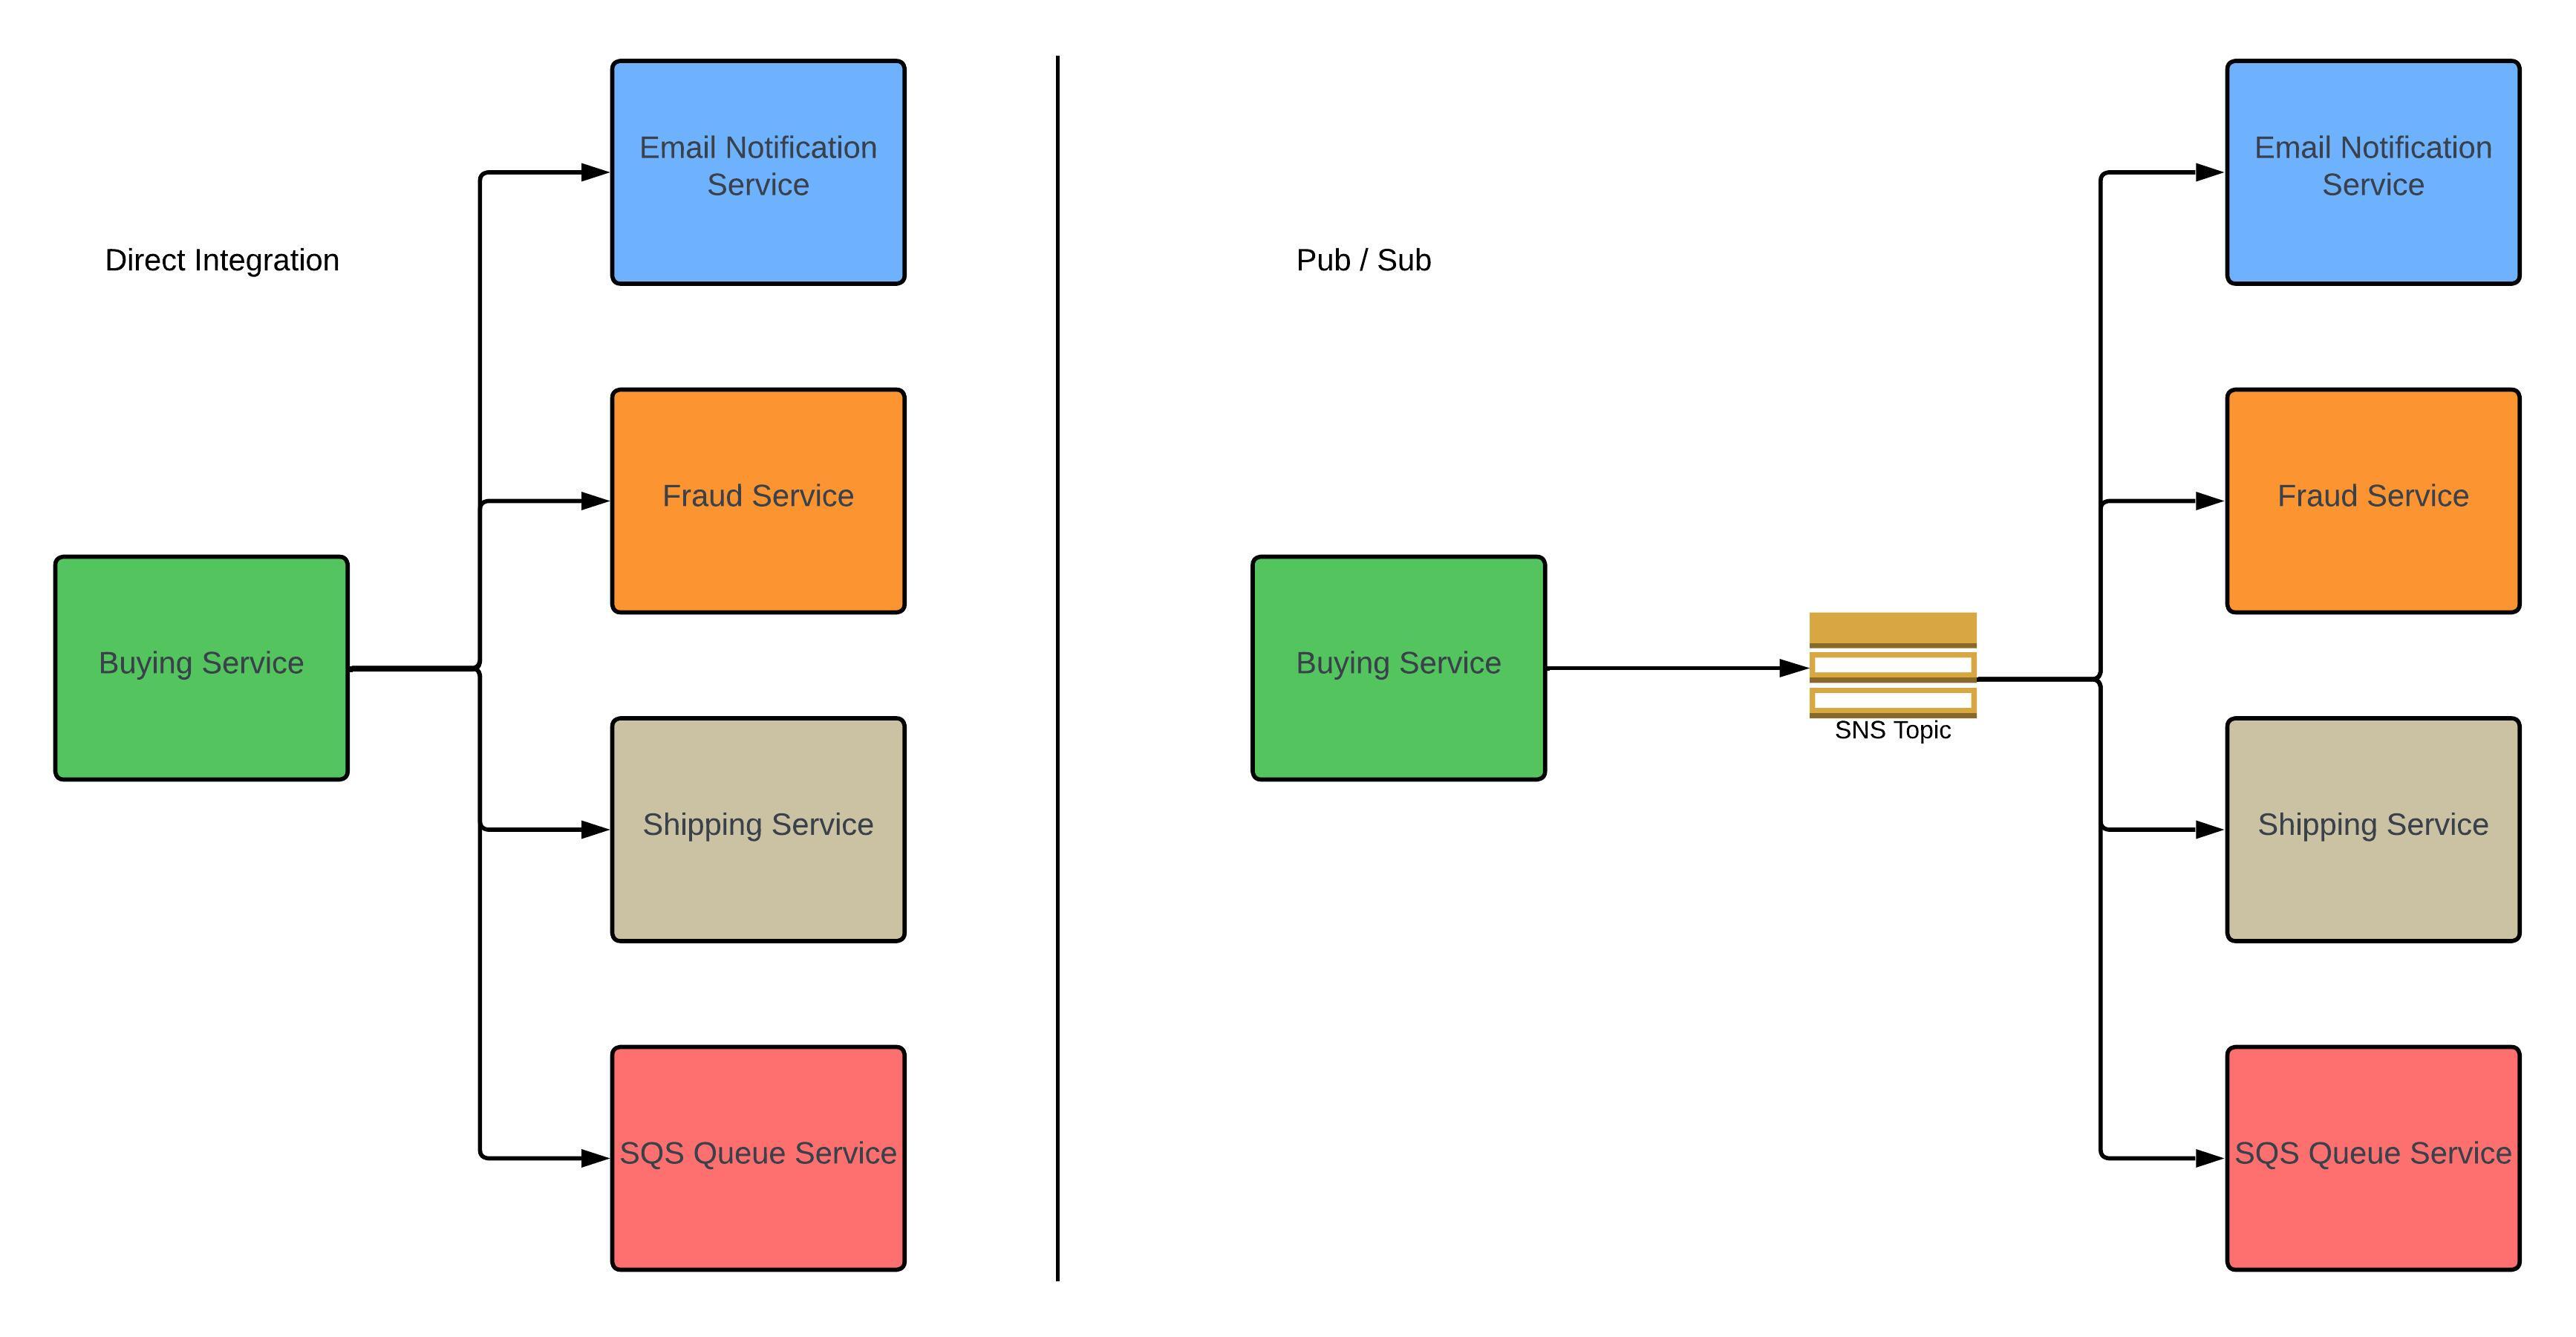 Direct Integration
Email Notification
Service
Fraud Service
Buying Service
Shipping Service
SQS Queue Service
Pub / Sub
Email Notification
Service
Fraud Service
Buying Service
SNS Topic
Shipping Service
SQS Queue Service